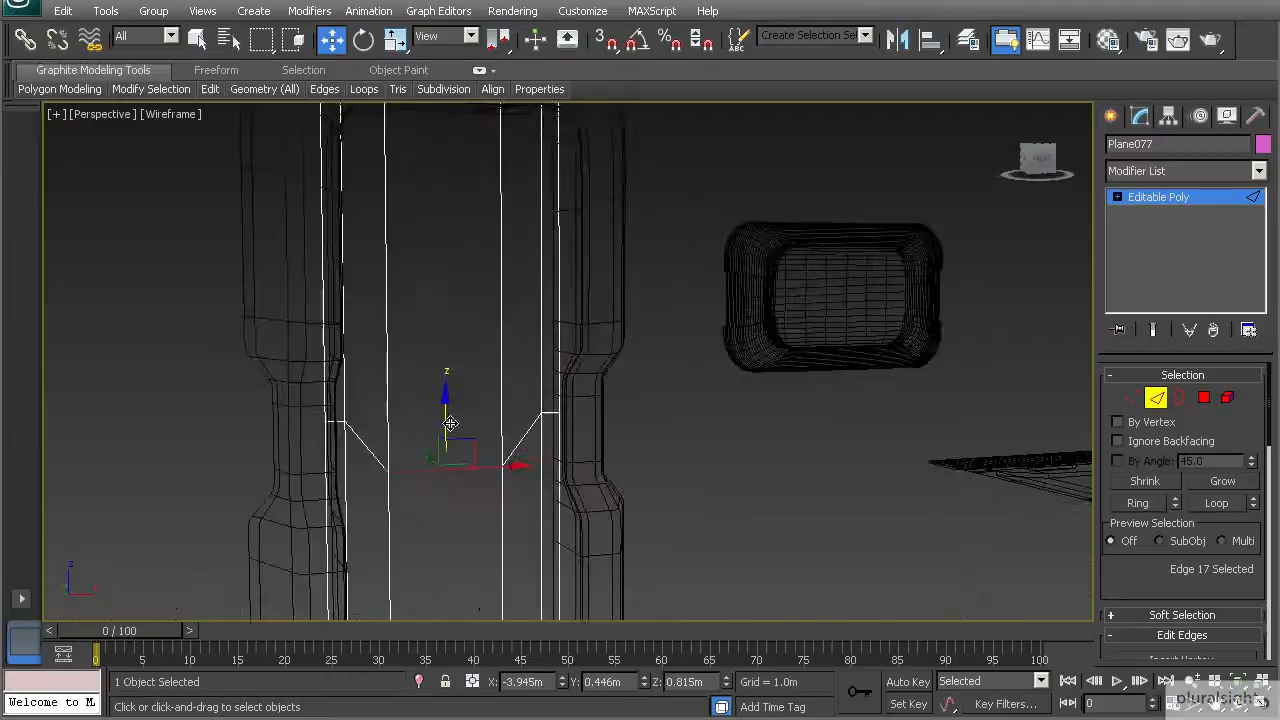 Edit Tools Group Views Create Modifiers Animation Graph Editors Rendering Customize MAXScript Help
All View Create Selection Se
Graphite Modeling Tools Freeform Selection Object Paint
Polygon Modeling Modify Selection Edit Geometry (All) Edges Loops Tris Subdivision Align Properties
[+] [Perspective] [Wireframe]
Plane077
Modifier List
Editable Poly
z
Selection
By Vertex
Ignore Backfacing
By Angle: 45.0
Shrink Grow
Ring Loop
Preview Selection
Off SubObj Multi
Edge 17 Selected
Soft Selection
Edit Edges
z
0 / 100
0 5 10 15 20 25 30 35 40 45 50 55 60 65 70 75 80 85 90 95 100
1 Object Selected X: -3.945m Y: 0.446m Z: 0.815m Grid = 1.0m Auto Key Selected
Welcome to M. Click or click-and-drag to select objects Add Time Tag Set Key Key Filters... 0